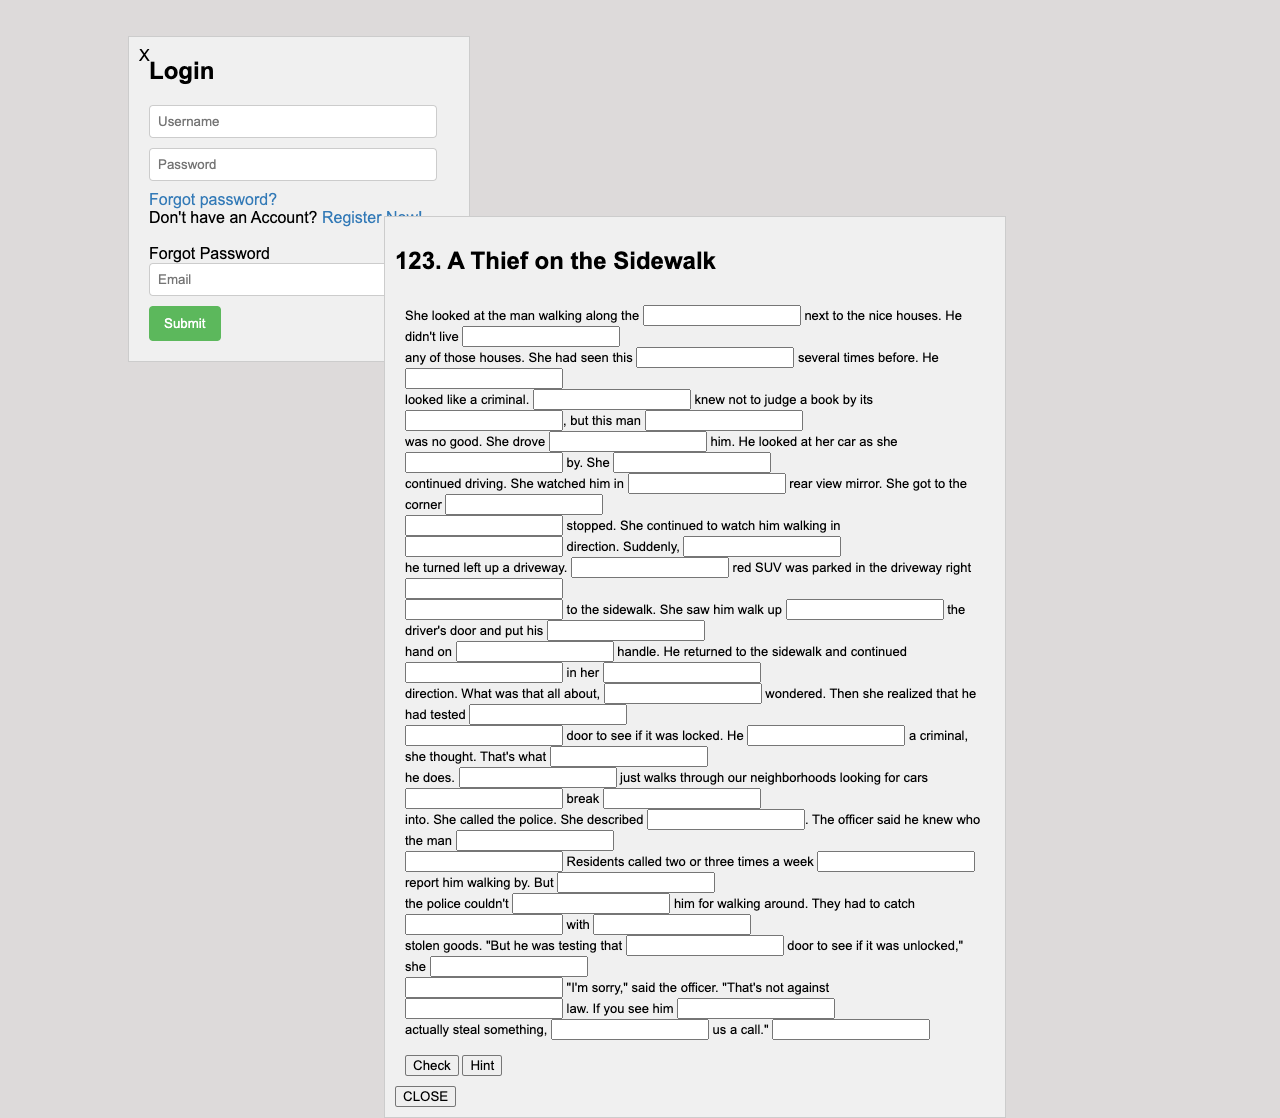 X
Login
Username
Password
Forgot password?
Don't have an Account? Register Now!
Forgot Password
Email
Submit
123. A Thief on the Sidewalk
She looked at the man walking along the next to the nice houses. He
didn't live
any of those houses. She had seen this several times before. He
looked like a criminal. knew not to judge a book by its
, but this man
was no good. She drove him. He looked at her car as she
by. She
continued driving. She watched him in rear view mirror. She got to the
corner
stopped. She continued to watch him walking in
direction. Suddenly,
he turned left up a driveway. red SUV was parked in the driveway right
to the sidewalk. She saw him walk up the
driver's door and put his
hand on handle. He returned to the sidewalk and continued
in her
direction. What was that all about, wondered. Then she realized that he
had tested
door to see if it was locked. He a criminal,
she thought. That's what
he does. just walks through our neighborhoods looking for cars
break
into. She called the police. She described . The officer said he knew who
the man
Residents called two or three times a week
report him walking by. But
the police couldn't him for walking around. They had to catch
with
stolen goods. "But he was testing that door to see if it was unlocked,"
she
"I'm sorry," said the officer. "That's not against
law. If you see him
actually steal something, us a call."
Check Hint
CLOSE